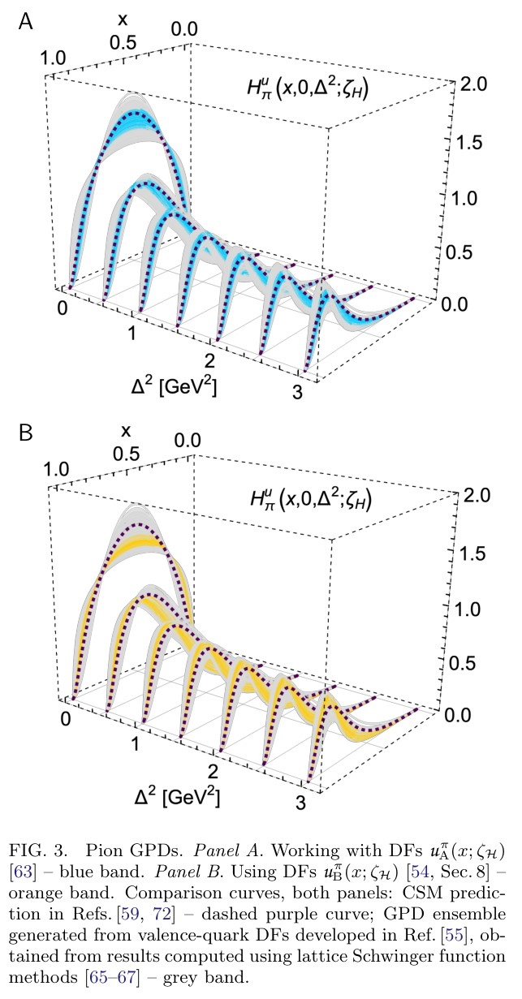 A
x
0.0
0.5
1.0
H_π^u(x,0,Δ²;ζ_H)
2.0
1.5
1.0
0.5
0.0
0
1
2
3
Δ² [GeV²]
B
x
0.0
0.5
1.0
H_π^u(x,0,Δ²;ζ_H)
2.0
1.5
1.0
0.5
0.0
0
1
2
3
Δ² [GeV²]
FIG. 3. Pion GPDs. Panel A. Working with DFs u_A^π(x; ζ_ℋ)
[63] – blue band. Panel B. Using DFs u_B^π(x; ζ_ℋ) [54, Sec. 8] –
orange band. Comparison curves, both panels: CSM predic-
tion in Refs. [59, 72] – dashed purple curve; GPD ensemble
generated from valence-quark DFs developed in Ref. [55], ob-
tained from results computed using lattice Schwinger function
methods [65–67] – grey band.